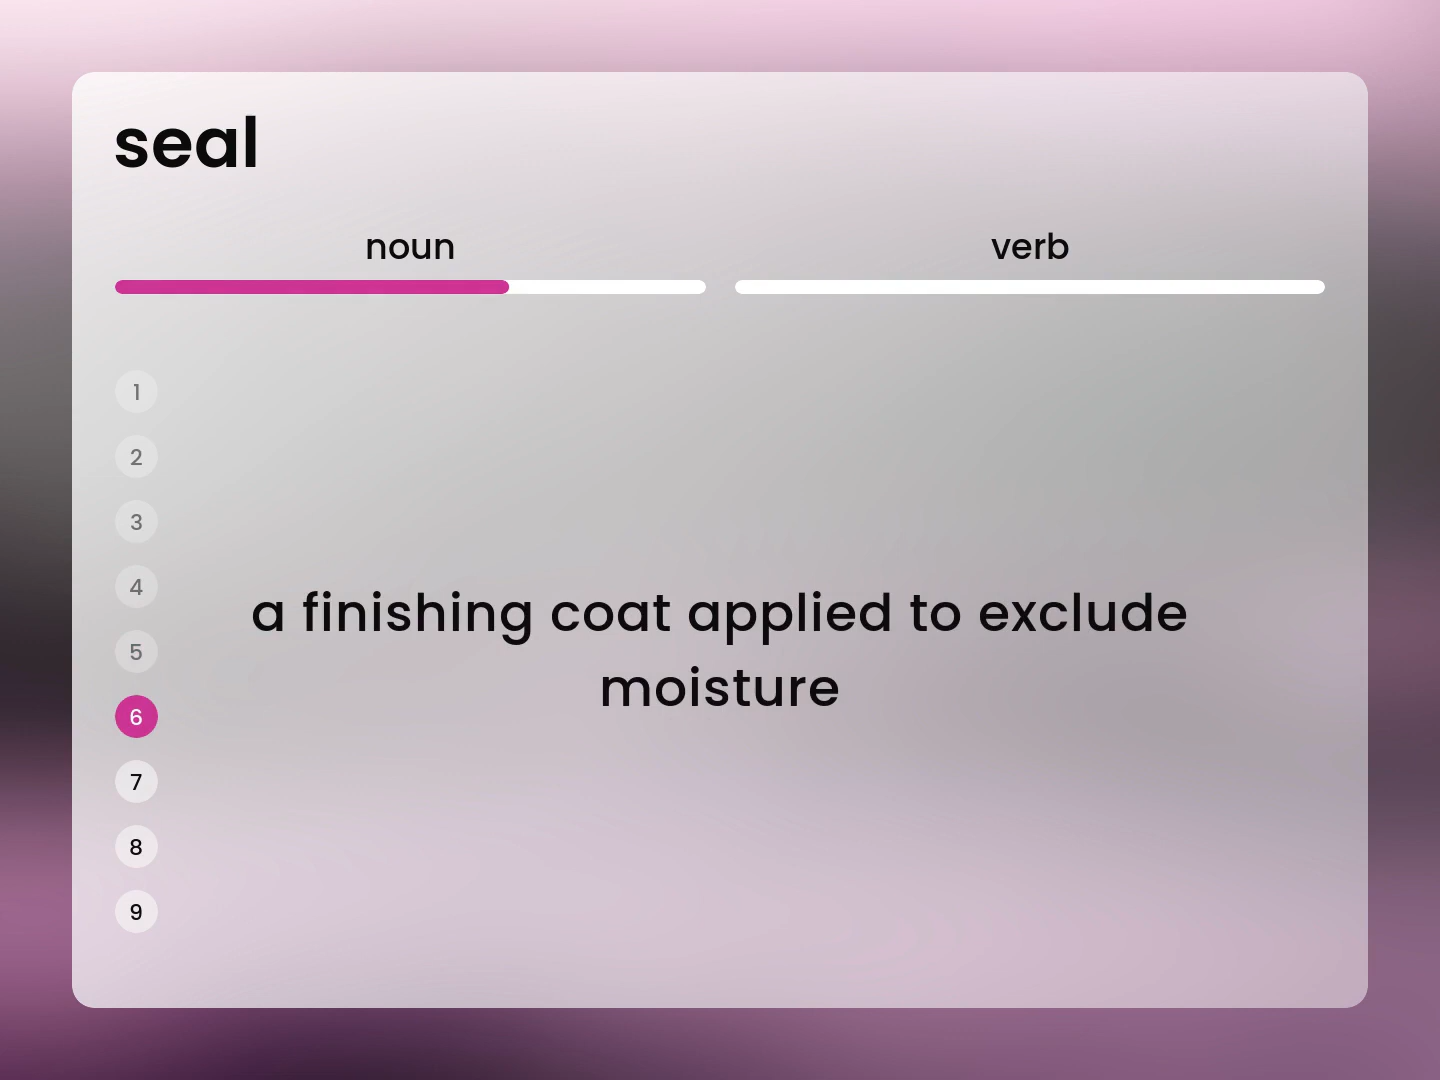 seal
noun
verb
1
2
3
4
5
6
7
8
9
a finishing coat applied to exclude
moisture